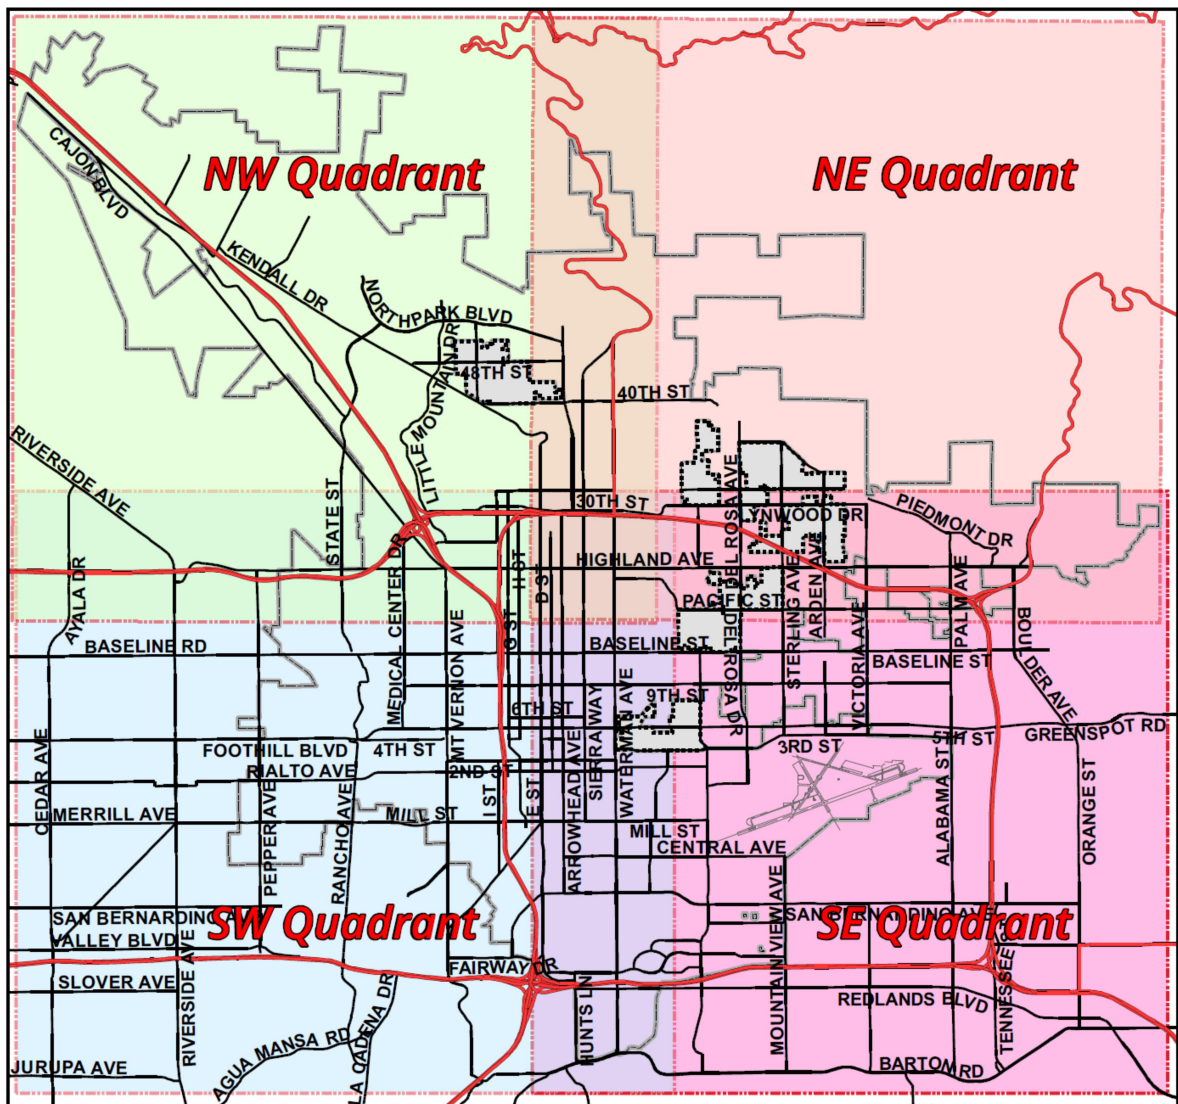 NW Quadrant
NE Quadrant
CAJON BLVD
KENDALL DR
NORTHPARK BLVD
LITTLE MOUNTAIN DR
48TH ST
40TH ST
RIVERSIDE AVE
STATE ST
30TH ST
LYNWOOD DR
PIEDMONT DR
HIGHLAND AVE
DEL ROSA AVE
PACIFIC ST
ARDEN AVE
STERLING AVE
VICTORIA AVE
PALM AVE
BOULDER AVE
AYALA DR
MEDICAL CENTER DR
MT VERNON AVE
G ST
H ST
D ST
BASELINE RD
BASELINE ST
BASELINE ST
DEL ROSA DR
9TH ST
6TH ST
5TH ST
GREENSPOT RD
FOOTHILL BLVD
4TH ST
3RD ST
RIALTO AVE
2ND ST
I ST
E ST
ARROWHEAD AVE
SIERRA WAY
WATERMAN AVE
CEDAR AVE
MERRILL AVE
PEPPER AVE
RANCHO AVE
MILL ST
MILL ST
CENTRAL AVE
ALABAMA ST
ORANGE ST
SAN BERNARDINO AVE
SAN BERNARDINO AVE
SW Quadrant
SE Quadrant
VALLEY BLVD
FAIRWAY DR
SLOVER AVE
RIVERSIDE AVE
HUNTS LN
MOUNTAIN VIEW AVE
TENNESSEE ST
REDLANDS BLVD
BARTON RD
JURUPA AVE
AGUA MANSA RD
LA CADENA DR